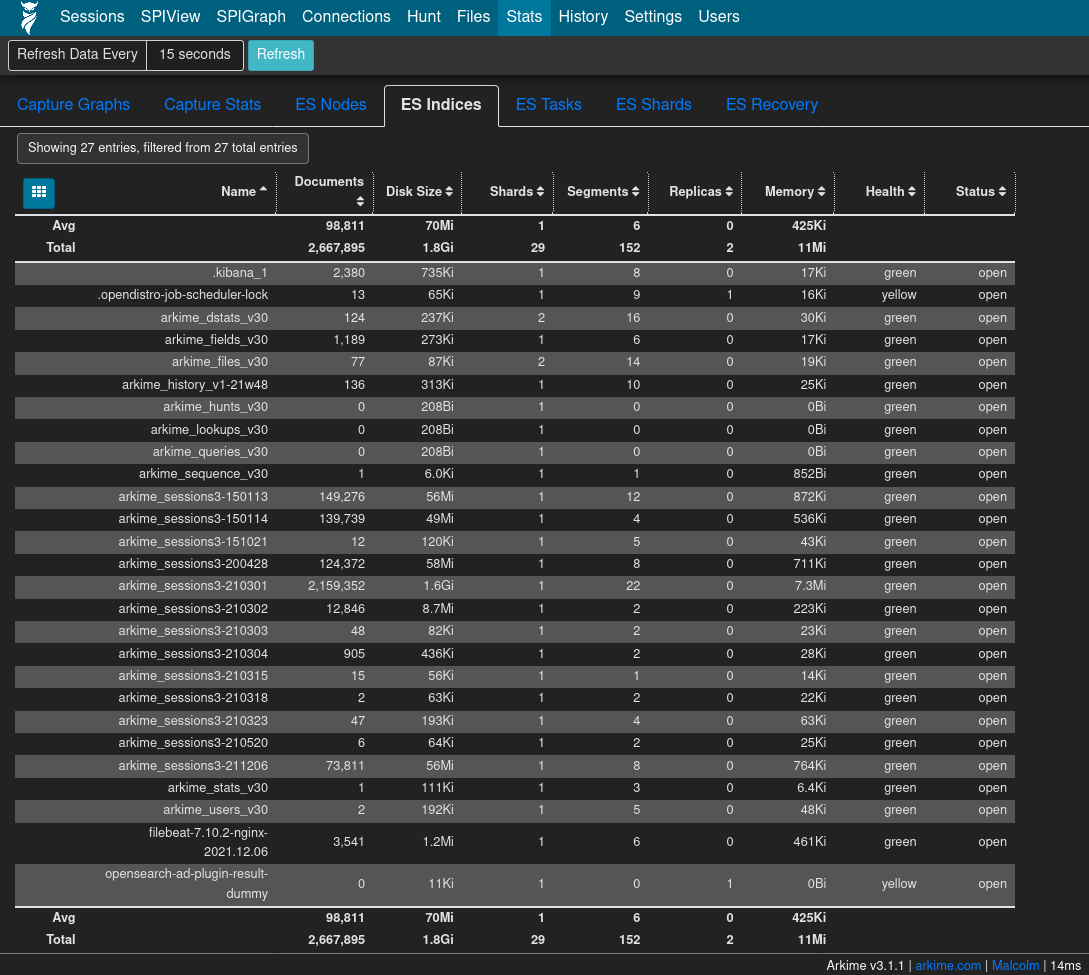 Sessions SPIView SPIGraph Connections Hunt Files Stats History Settings Users
Refresh Data Every 15 seconds Refresh
Capture Graphs Capture Stats ES Nodes ES Indices ES Tasks ES Shards ES Recovery
Showing 27 entries, filtered from 27 total entries
Name Documents Disk Size Shards Segments Replicas Memory Health Status
Avg 98,811 70Mi 1 6 0 425Ki
Total 2,667,895 1.8Gi 29 152 2 11Mi
.kibana_1 2,380 735Ki 1 8 0 17Ki green open
.opendistro-job-scheduler-lock 13 65Ki 1 9 1 16Ki yellow open
arkime_dstats_v30 124 237Ki 2 16 0 30Ki green open
arkime_fields_v30 1,189 273Ki 1 6 0 17Ki green open
arkime_files_v30 77 87Ki 2 14 0 19Ki green open
arkime_history_v1-21w48 136 313Ki 1 10 0 25Ki green open
arkime_hunts_v30 0 208Bi 1 0 0 0Bi green open
arkime_lookups_v30 0 208Bi 1 0 0 0Bi green open
arkime_queries_v30 0 208Bi 1 0 0 0Bi green open
arkime_sequence_v30 1 6.0Ki 1 1 0 852Bi green open
arkime_sessions3-150113 149,276 56Mi 1 12 0 872Ki green open
arkime_sessions3-150114 139,739 49Mi 1 4 0 536Ki green open
arkime_sessions3-151021 12 120Ki 1 5 0 43Ki green open
arkime_sessions3-200428 124,372 58Mi 1 8 0 711Ki green open
arkime_sessions3-210301 2,159,352 1.6Gi 1 22 0 7.3Mi green open
arkime_sessions3-210302 12,846 8.7Mi 1 2 0 223Ki green open
arkime_sessions3-210303 48 82Ki 1 2 0 23Ki green open
arkime_sessions3-210304 905 436Ki 1 2 0 28Ki green open
arkime_sessions3-210315 15 56Ki 1 1 0 14Ki green open
arkime_sessions3-210318 2 63Ki 1 2 0 22Ki green open
arkime_sessions3-210323 47 193Ki 1 4 0 63Ki green open
arkime_sessions3-210520 6 64Ki 1 2 0 25Ki green open
arkime_sessions3-211206 73,811 56Mi 1 8 0 764Ki green open
arkime_stats_v30 1 111Ki 1 3 0 6.4Ki green open
arkime_users_v30 2 192Ki 1 5 0 48Ki green open
filebeat-7.10.2-nginx-
2021.12.06 3,541 1.2Mi 1 6 0 461Ki green open
opensearch-ad-plugin-result-
dummy 0 11Ki 1 0 1 0Bi yellow open
Avg 98,811 70Mi 1 6 0 425Ki
Total 2,667,895 1.8Gi 29 152 2 11Mi
Arkime v3.1.1 | arkime.com | Malcolm | 14ms